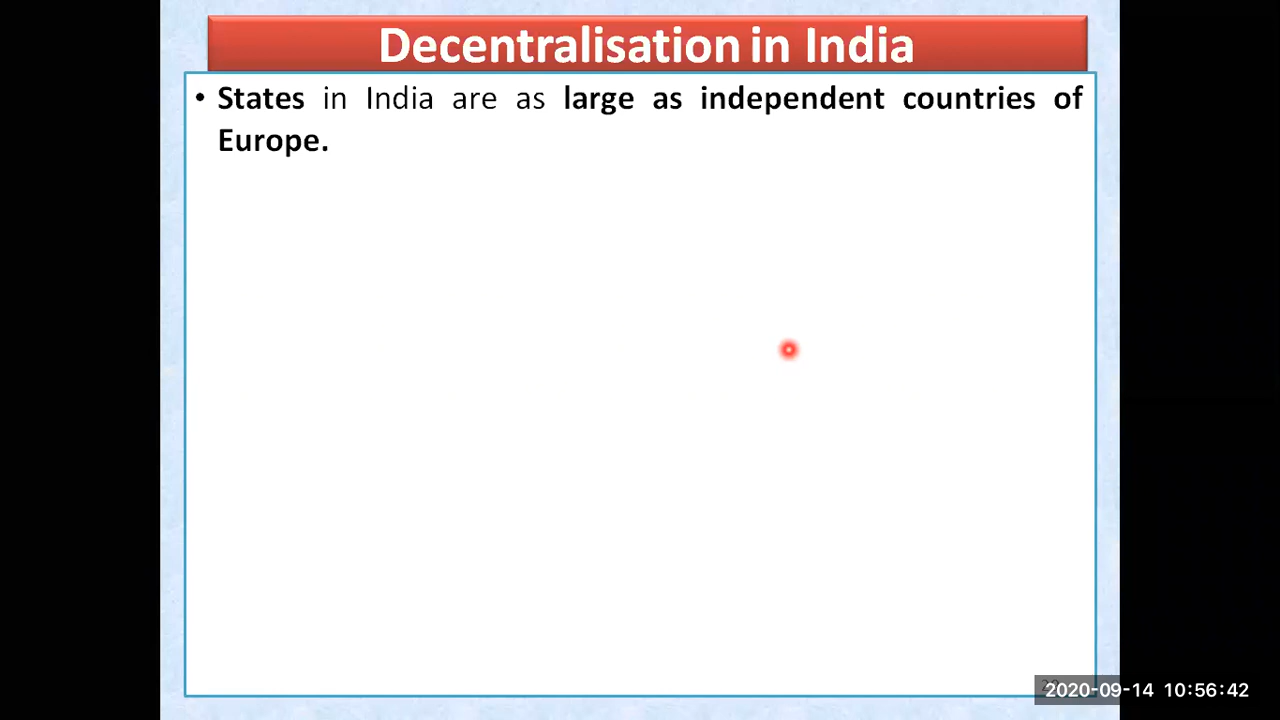 Decentralisation in India
• States in India are as large as independent countries of
Europe.
2020-09-14 10:56:42